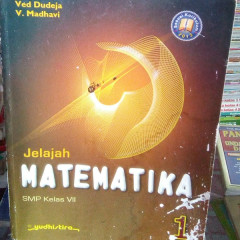 Ved Dudeja
V. Madhavi
Jelajah
MATEMATIKA
SMP Kelas VII
yudhistira
1